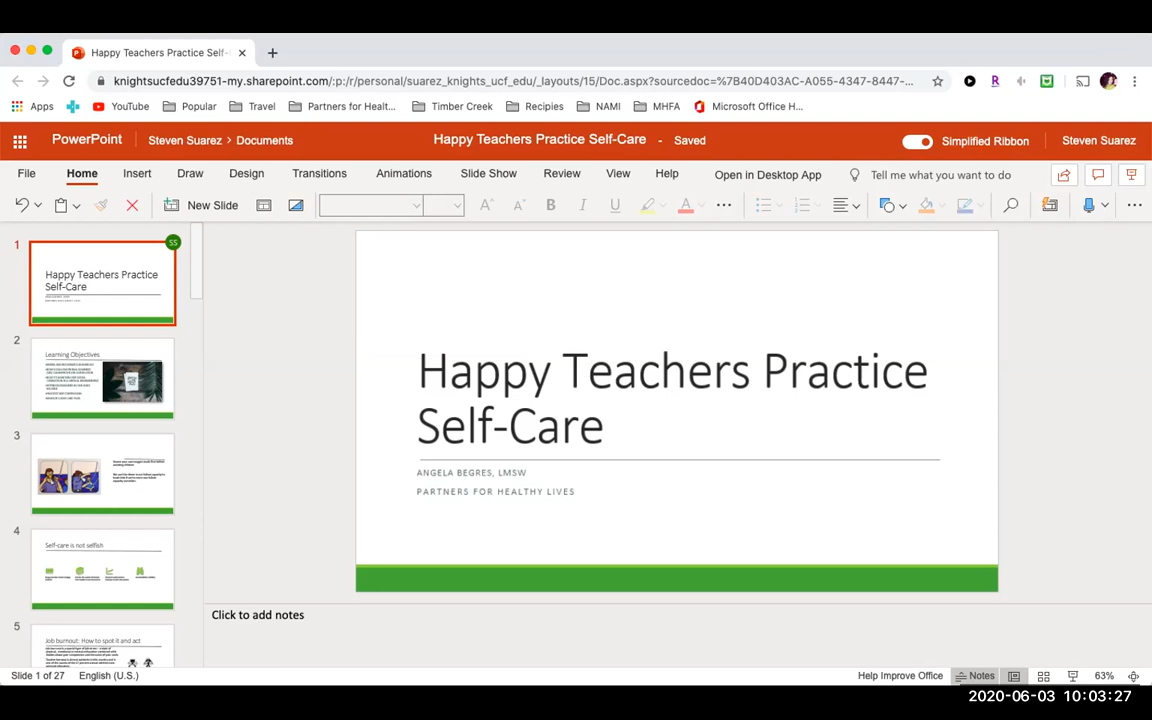 Happy Teachers Practice Self-
knightsucfedu39751-my.sharepoint.com/:p:/r/personal/suarez_knights_ucf_edu/_layouts/15/Doc.aspx?sourcedoc=%7B40D403AC-A055-4347-8447-...
Apps YouTube Popular Travel Partners for Healt... Timber Creek Recipies NAMI MHFA Microsoft Office H...
PowerPoint Steven Suarez > Documents Happy Teachers Practice Self-Care - Saved Simplified Ribbon Steven Suarez
File Home Insert Draw Design Transitions Animations Slide Show Review View Help Open in Desktop App Tell me what you want to do
New Slide B I U A
1
SS
Happy Teachers Practice
Self-Care
2
Learning Objectives
3
4
Self-care is not selfish
5
Job burnout: How to spot it and act
Happy Teachers Practice
Self-Care
ANGELA BEGRES, LMSW
PARTNERS FOR HEALTHY LIVES
Click to add notes
Slide 1 of 27 English (U.S.) Help Improve Office Notes 63%
2020-06-03 10:03:27